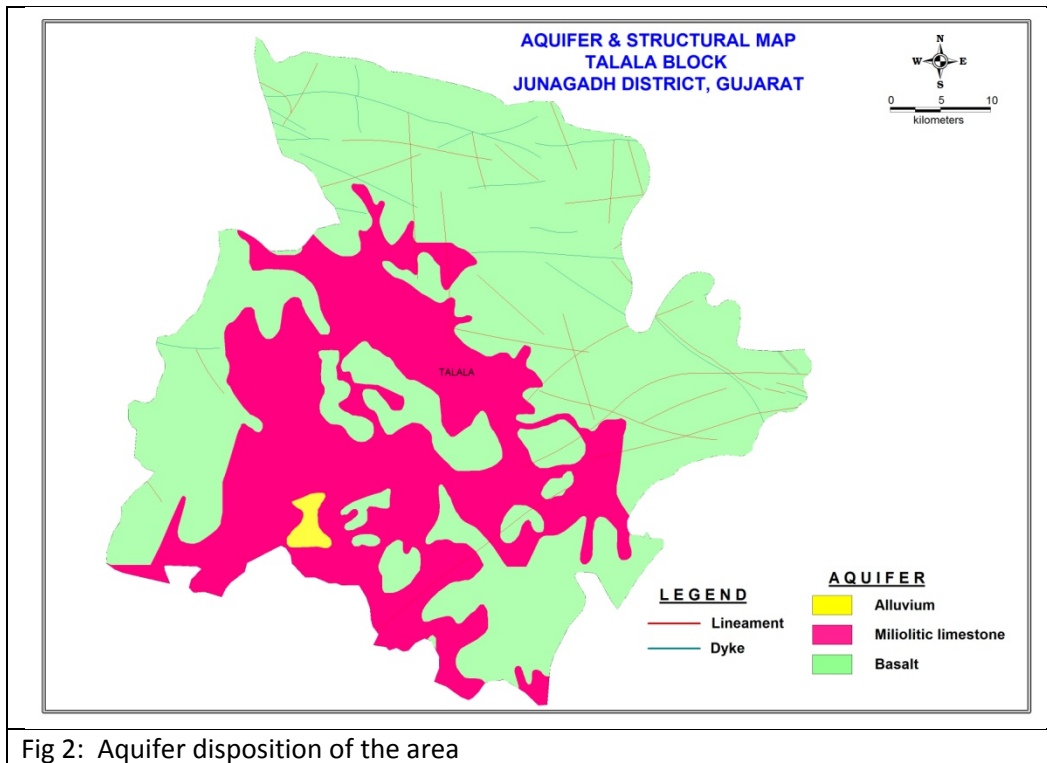 AQUIFER & STRUCTURAL MAP
TALALA BLOCK
JUNAGADH DISTRICT, GUJARAT
N
W E
S
0 5 10
kilometers
TALALA
LEGEND
Lineament
Dyke
AQUIFER
Alluvium
Miliolitic limestone
Basalt
Fig 2: Aquifer disposition of the area